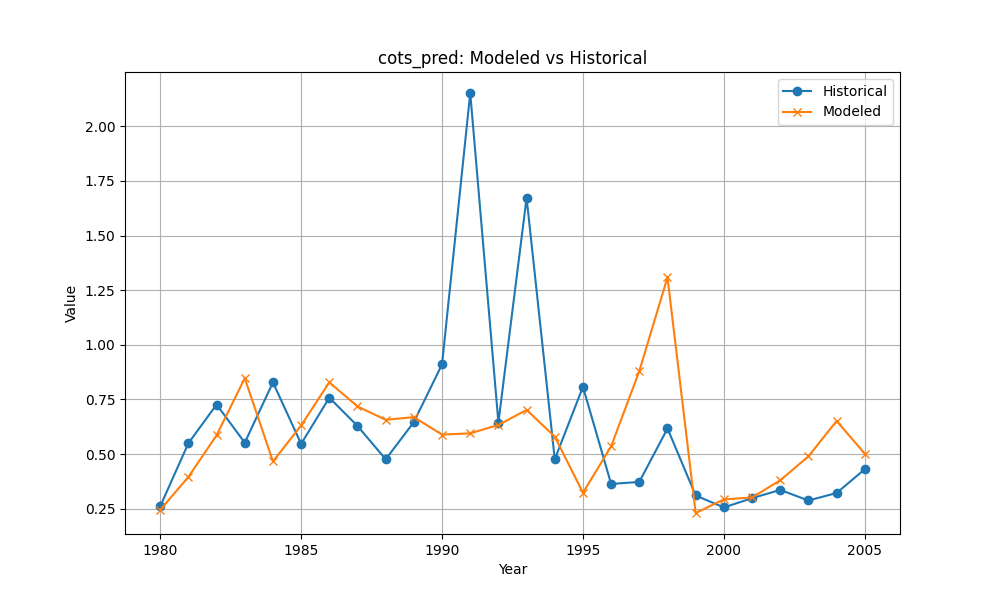 cots_pred: Modeled vs Historical
Historical
Modeled
Value
2.00
1.75
1.50
1.25
1.00
0.75
0.50
0.25
1980 1985 1990 1995 2000 2005
Year